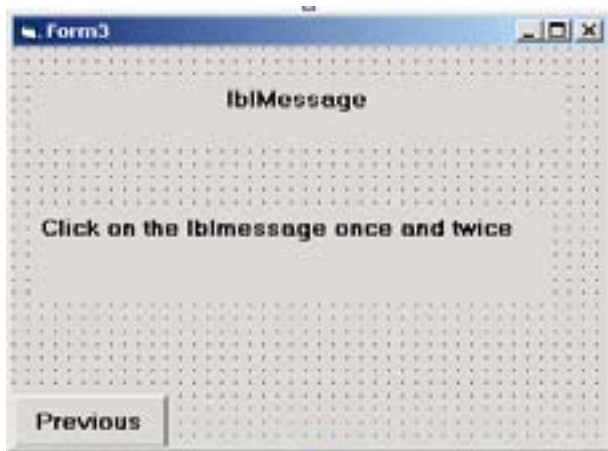 Form3
lblMessage
Click on the lblmessage once and twice
Previous